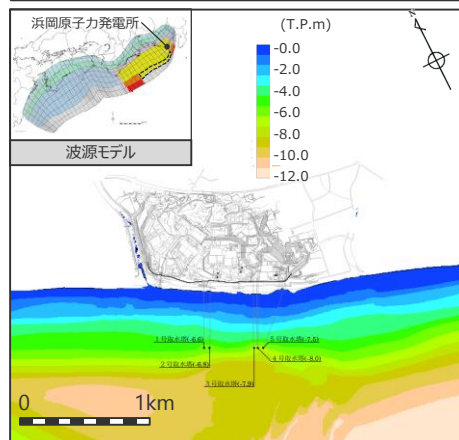 浜岡原子力発電所
波源モデル
(T.P.m)
-0.0
-2.0
-4.0
-6.0
-8.0
-10.0
-12.0
1号取水塔(-6.6)
2号取水塔(-6.8)
3号取水塔(-7.9)
4号取水塔(-8.0)
5号取水塔(-7.5)
0 1km